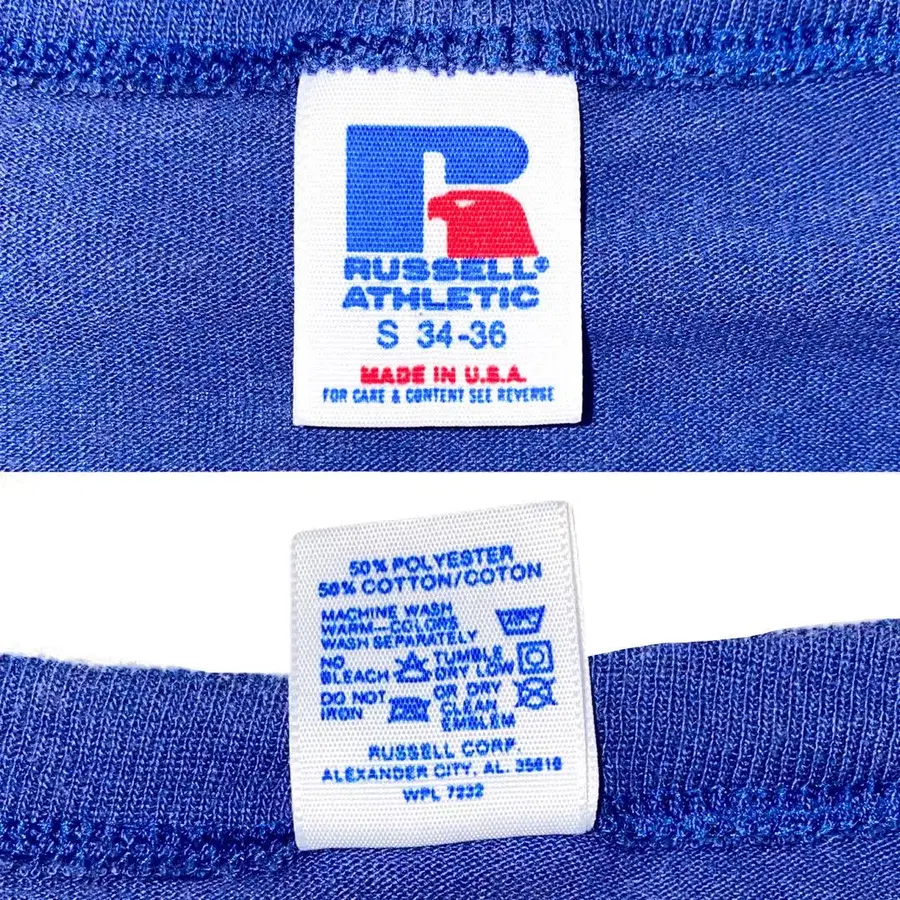 R
RUSSELL®
ATHLETIC
S 34-36
MADE IN U.S.A.
FOR CARE & CONTENT SEE REVERSE
50% POLYESTER
50% COTTON/COTON
MACHINE WASH
WARM—COLORS
WASH SEPARATELY
NO
BLEACH
TUMBLE
DRY LOW
DO NOT
IRON
OR DRY
CLEAN
EMBLEM
RUSSELL CORP.
ALEXANDER CITY, AL. 35010
WPL 7232